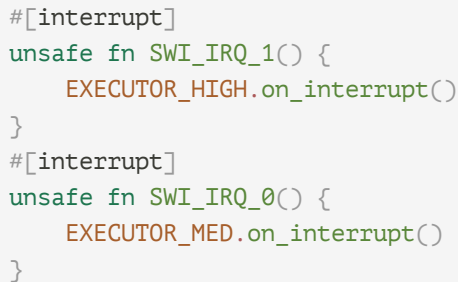 #[interrupt]
unsafe fn SWI_IRQ_1() {
    EXECUTOR_HIGH.on_interrupt()
}
#[interrupt]
unsafe fn SWI_IRQ_0() {
    EXECUTOR_MED.on_interrupt()
}